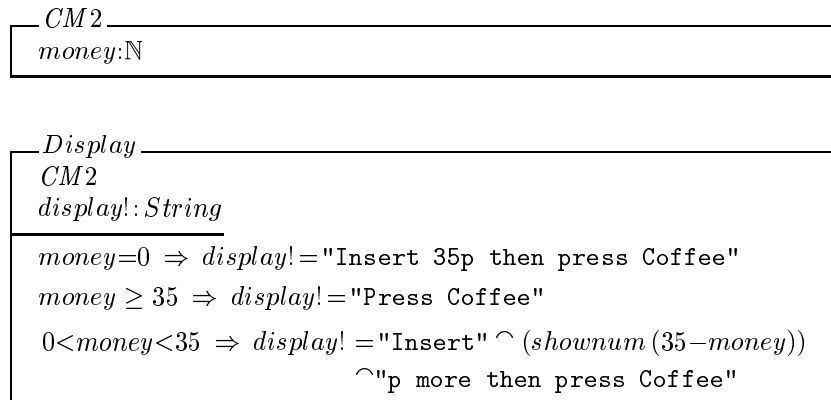 CM2
money:ℕ
Display
CM2
display!:String
money=0 ⇒ display!="Insert 35p then press Coffee"
money ≥ 35 ⇒ display!="Press Coffee"
0<money<35 ⇒ display! ="Insert" ⌢ (shownum (35−money))
⌢"p more then press Coffee"